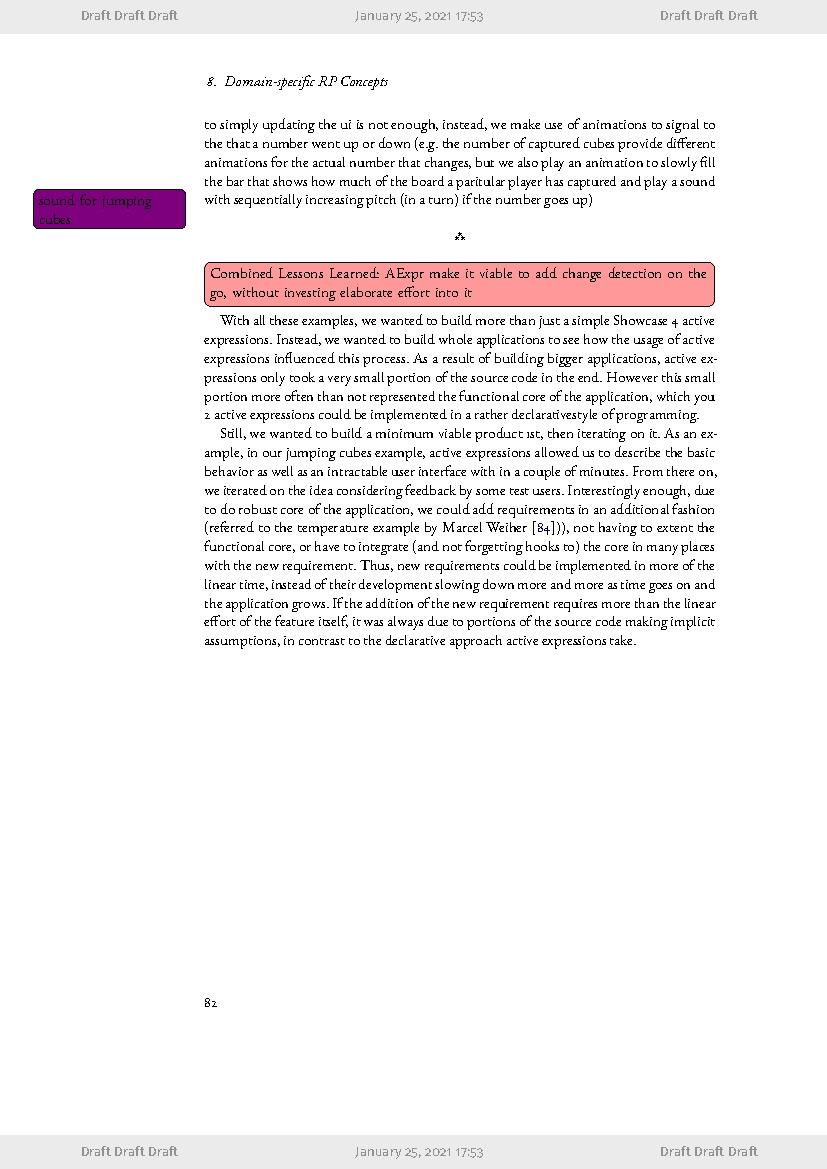 Draft Draft Draft January 25, 2021 17:53 Draft Draft Draft
8. Domain-specific RP Concepts
to simply updating the ui is not enough, instead, we make use of animations to signal to
the that a number went up or down (e.g. the number of captured cubes provide different
animations for the actual number that changes, but we also play an animation to slowly fill
the bar that shows how much of the board a paritular player has captured and play a sound
with sequentially increasing pitch (in a turn) if the number goes up)
sound for jumping
cubes
⁂
Combined Lessons Learned: AExpr make it viable to add change detection on the
go, without investing elaborate effort into it
With all these examples, we wanted to build more than just a simple Showcase 4 active
expressions. Instead, we wanted to build whole applications to see how the usage of active
expressions influenced this process. As a result of building bigger applications, active ex-
pressions only took a very small portion of the source code in the end. However this small
portion more often than not represented the functional core of the application, which you
2 active expressions could be implemented in a rather declarativestyle of programming.
Still, we wanted to build a minimum viable product 1st, then iterating on it. As an ex-
ample, in our jumping cubes example, active expressions allowed us to describe the basic
behavior as well as an intractable user interface with in a couple of minutes. From there on,
we iterated on the idea considering feedback by some test users. Interestingly enough, due
to do robust core of the application, we could add requirements in an additional fashion
(referred to the temperature example by Marcel Weiher [84])), not having to extent the
functional core, or have to integrate (and not forgetting hooks to) the core in many places
with the new requirement. Thus, new requirements could be implemented in more of the
linear time, instead of their development slowing down more and more as time goes on and
the application grows. If the addition of the new requirement requires more than the linear
effort of the feature itself, it was always due to portions of the source code making implicit
assumptions, in contrast to the declarative approach active expressions take.
82
Draft Draft Draft January 25, 2021 17:53 Draft Draft Draft